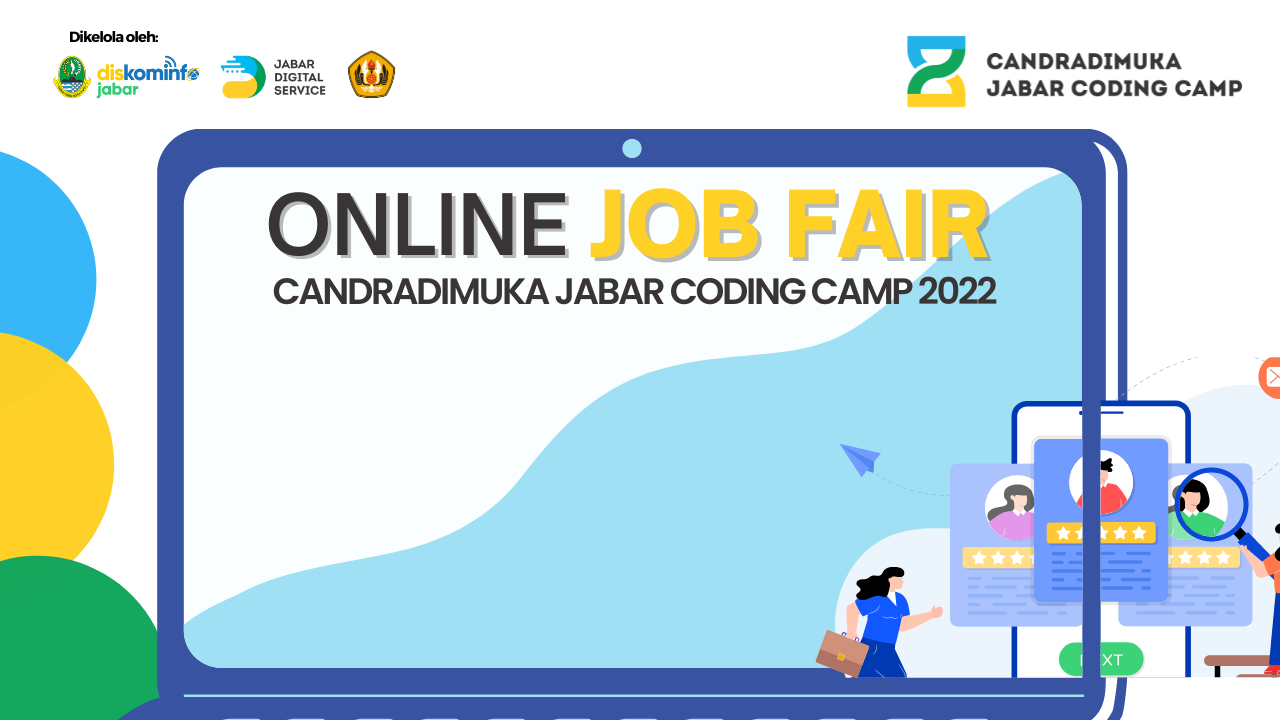 Dikelola oleh:
diskominfo
jabar
JABAR
DIGITAL
SERVICE
CANDRADIMUKA
JABAR CODING CAMP
ONLINE JOB FAIR
CANDRADIMUKA JABAR CODING CAMP 2022